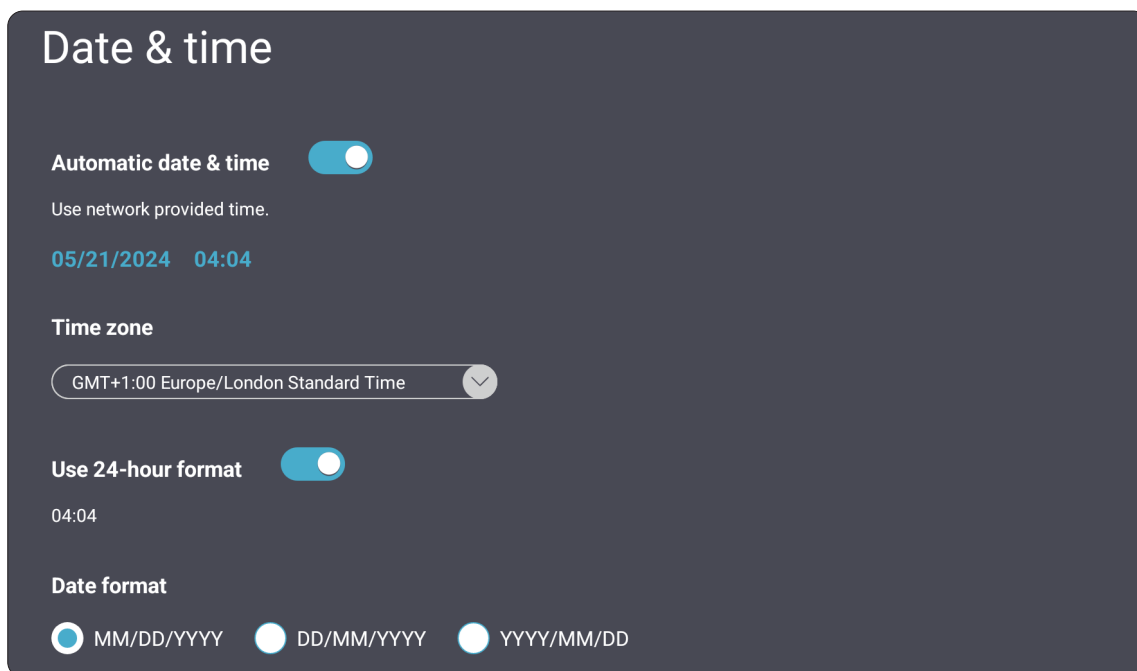 Date & time
Automatic date & time
Use network provided time.
05/21/2024 04:04
Time zone
GMT+1:00 Europe/London Standard Time
Use 24-hour format
04:04
Date format
MM/DD/YYYY DD/MM/YYYY YYYY/MM/DD